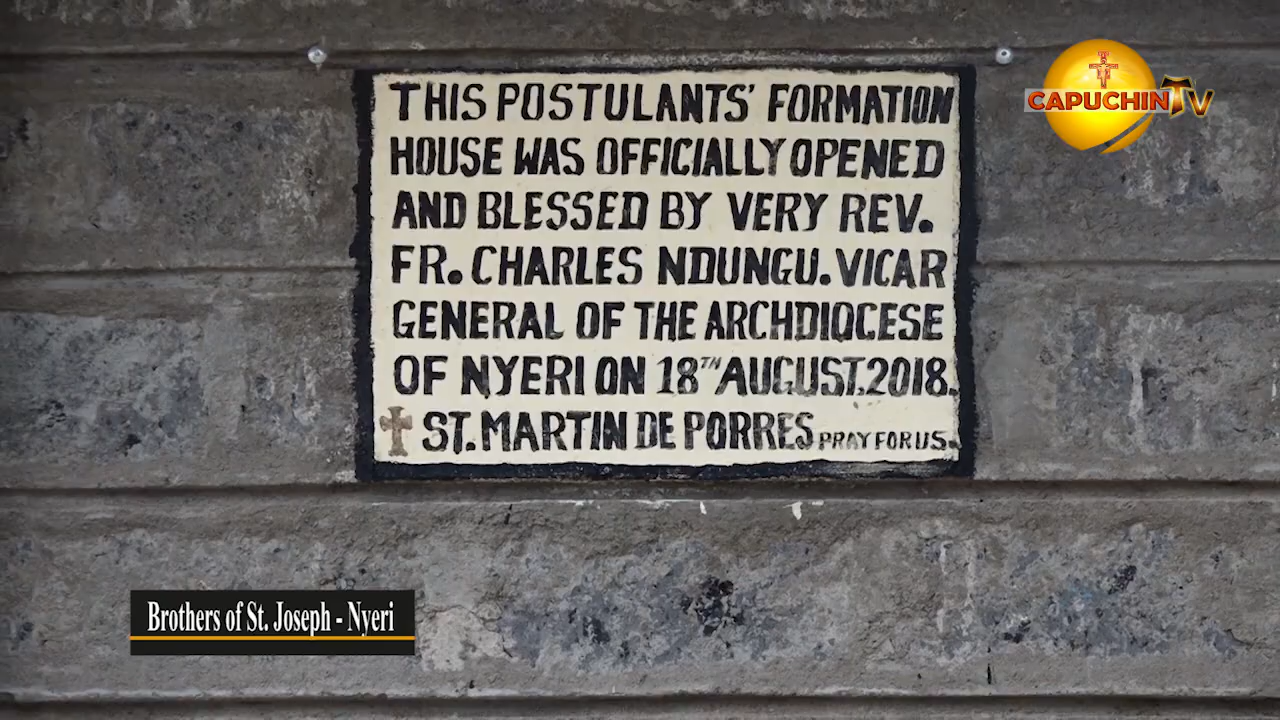 CAPUCHINTV
THIS POSTULANTS' FORMATION
HOUSE WAS OFFICIALLY OPENED
AND BLESSED BY VERY REV.
FR. CHARLES NDUNGU. VICAR
GENERAL OF THE ARCHDIOCESE
OF NYERI ON 18TH AUGUST.2018.
ST. MARTIN DE PORRES PRAY FOR US.
Brothers of St. Joseph - Nyeri